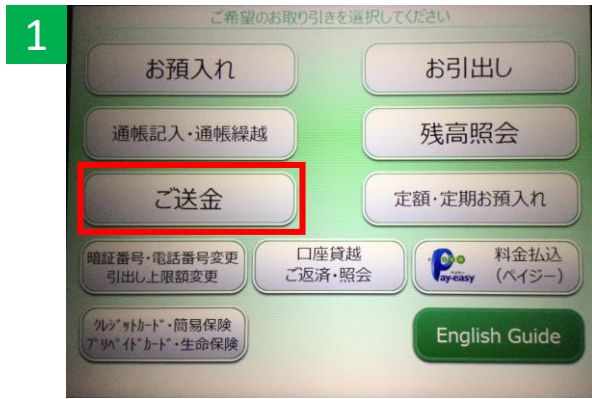 1
ご希望のお取り引きを選択してください
お預入れ
お引出し
通帳記入・通帳繰越
残高照会
ご送金
定額・定期お預入れ
暗証番号・電話番号変更
引出し上限額変更
口座貸越
ご返済・照会
Pay-easy
ペイジー
料金払込
(ペイジー)
クレジットカード・簡易保険
プリペイドカード・生命保険
English Guide